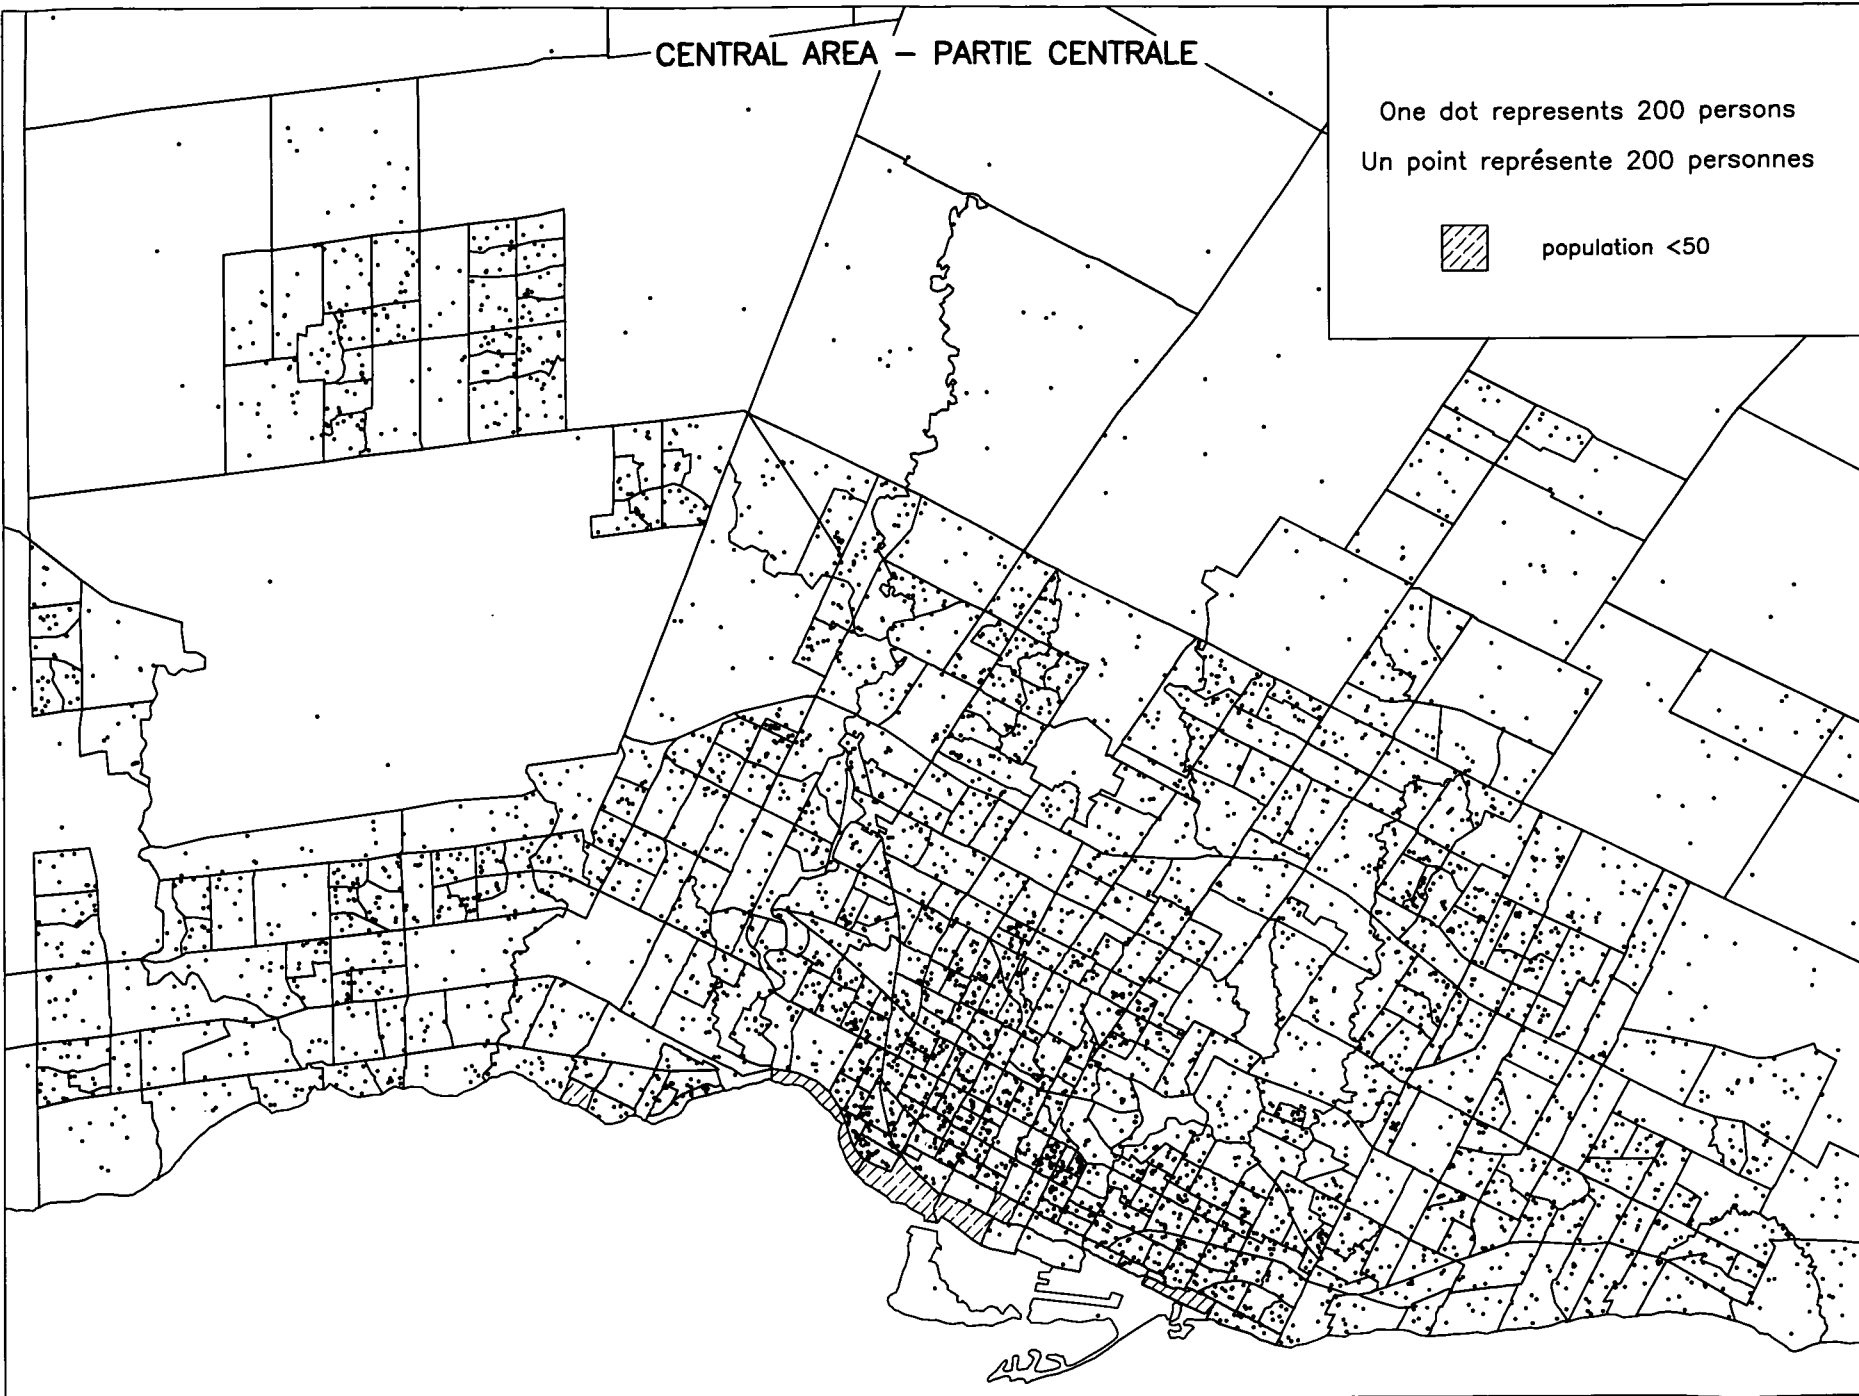 CENTRAL AREA – PARTIE CENTRALE
One dot represents 200 persons
Un point représente 200 personnes
population <50